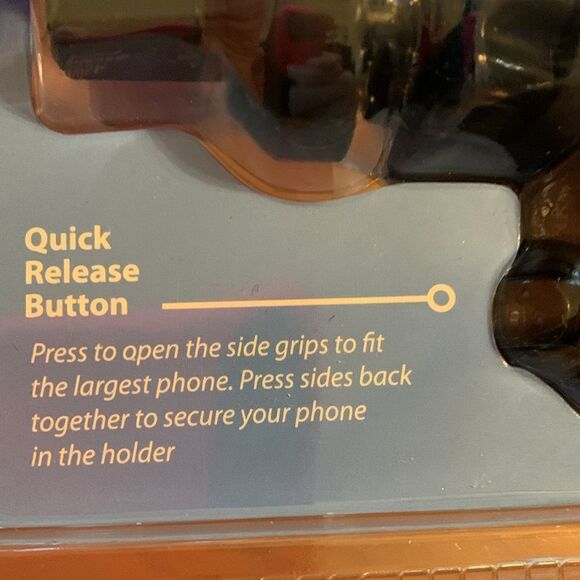 Quick
Release
Button
Press to open the side grips to fit
the largest phone. Press sides back
together to secure your phone
in the holder